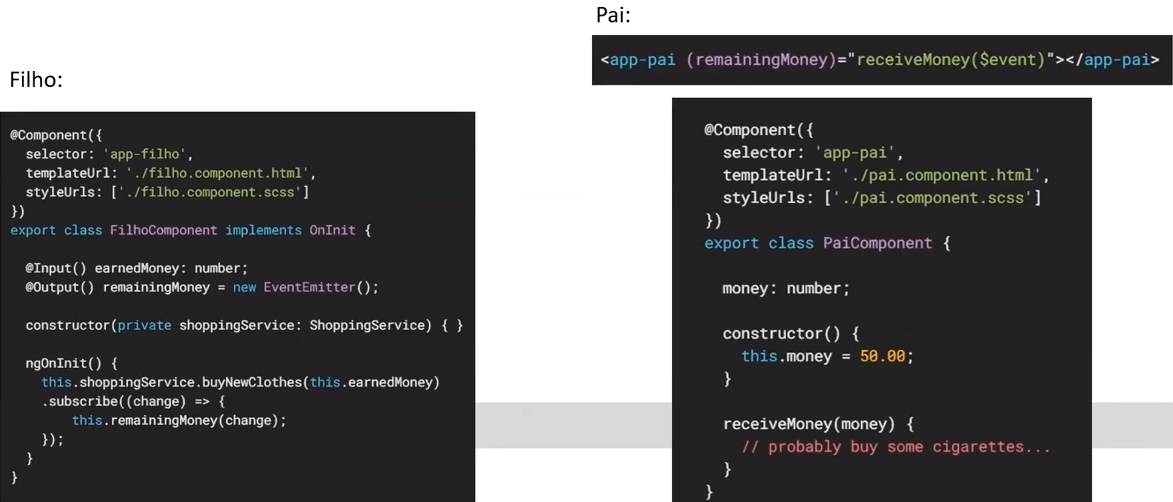 Filho:
@Component({
  selector: 'app-filho',
  templateUrl: './filho.component.html',
  styleUrls: ['./filho.component.scss']
})
export class FilhoComponent implements OnInit {
  @Input() earnedMoney: number;
  @Output() remainingMoney = new EventEmitter();
  constructor(private shoppingService: ShoppingService) { }
  ngOnInit() {
    this.shoppingService.buyNewClothes(this.earnedMoney)
    .subscribe((change) => {
        this.remainingMoney(change);
    });
  }
}
Pai:
<app-pai (remainingMoney)="receiveMoney($event)"></app-pai>
@Component({
  selector: 'app-pai',
  templateUrl: './pai.component.html',
  styleUrls: ['./pai.component.scss']
})
export class PaiComponent {
  money: number;
  constructor() {
    this.money = 50.00;
  }
  receiveMoney(money) {
    // probably buy some cigarettes...
  }
}